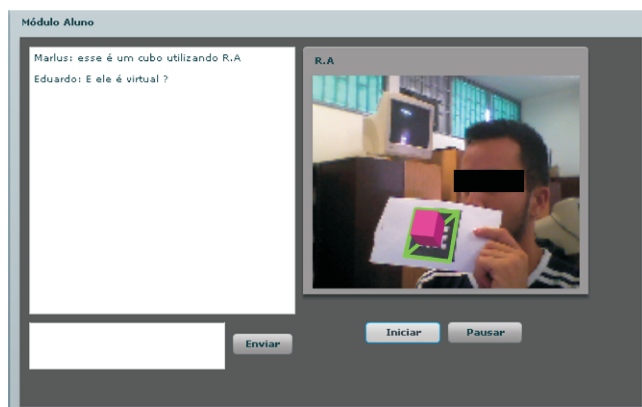 Módulo Aluno
Marlus: esse é um cubo utilizando R.A
Eduardo: E ele é virtual ?
R.A
Enviar
Iniciar
Pausar